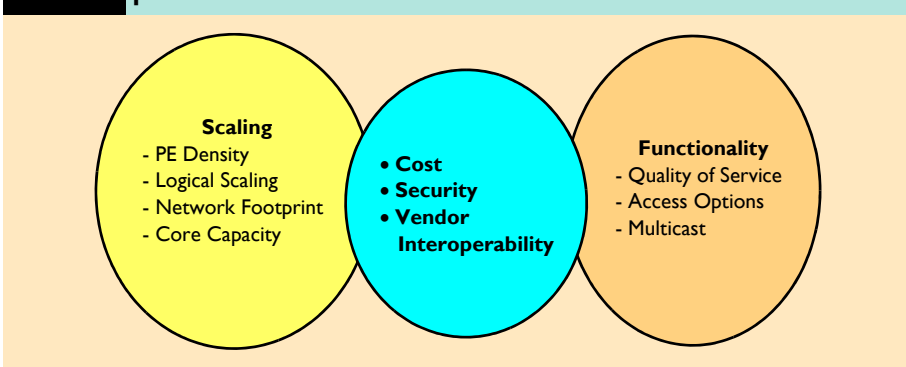 Scaling
- PE Density
- Logical Scaling
- Network Footprint
- Core Capacity
• Cost
• Security
• Vendor
Interoperability
Functionality
- Quality of Service
- Access Options
- Multicast